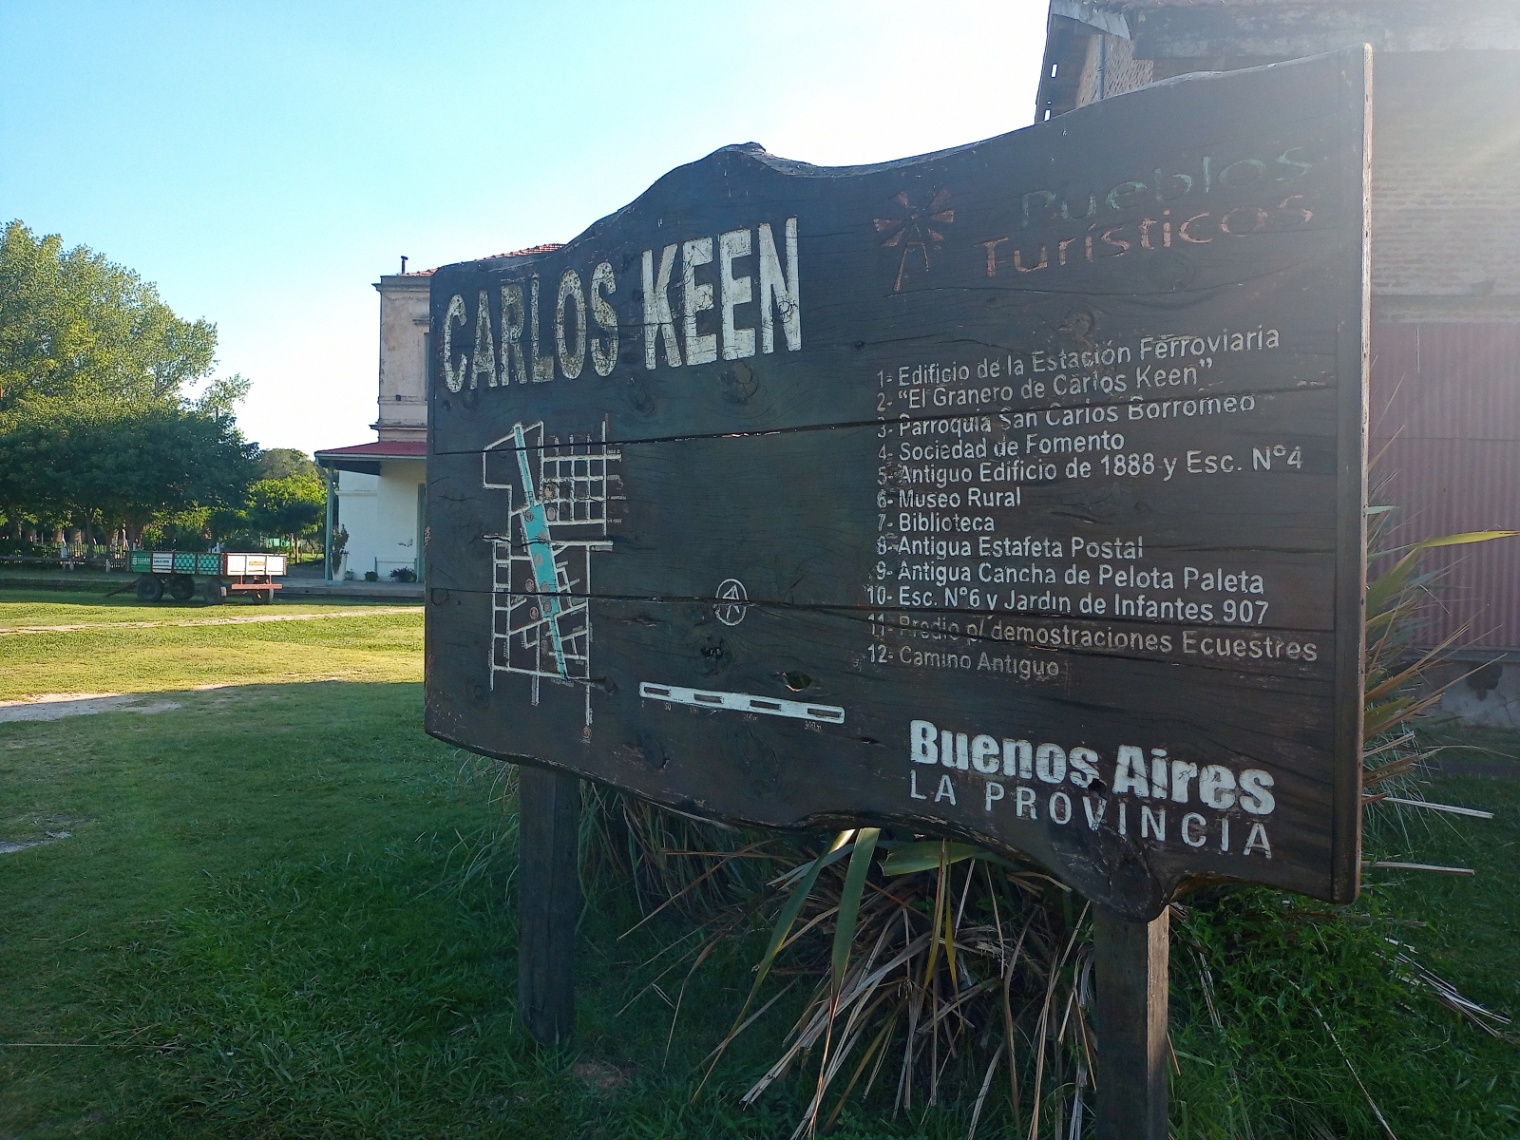 CARLOS KEEN
Pueblos
Turísticos
1- Edificio de la Estación Ferroviaria
2- "El Granero de Carlos Keen"
3- Parroquia San Carlos Borromeo
4- Sociedad de Fomento
5- Antiguo Edificio de 1888 y Esc. N°4
6- Museo Rural
7- Biblioteca
8- Antigua Estafeta Postal
9- Antigua Cancha de Pelota Paleta
10- Esc. N°6 y Jardin de Infantes 907
11- Predio p/ demostraciones Ecuestres
12- Camino Antiguo
Buenos Aires
LA PROVINCIA